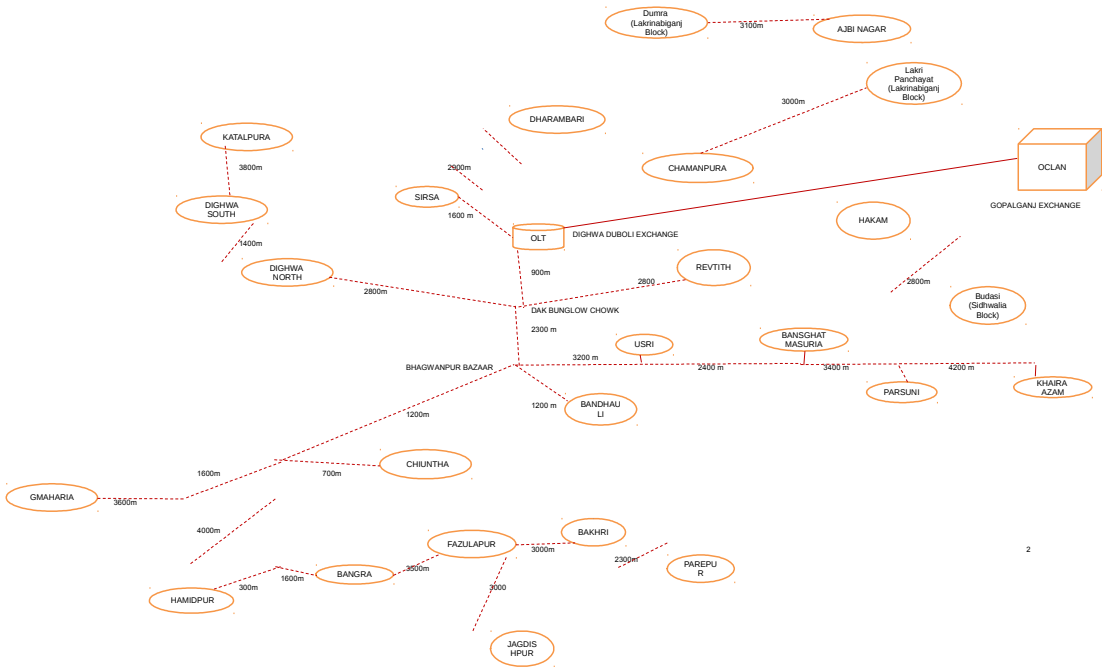 Dumra
(Lakrinabiganj
Block)
3100m
AJBI NAGAR
Lakri
Panchayat
(Lakrinabiganj
Block)
3000m
DHARAMBARI
KATALPURA
3800m
2900m
CHAMANPURA
OCLAN
SIRSA
DIGHWA
SOUTH
1600 m
GOPALGANJ EXCHANGE
HAKAM
OLT
DIGHWA DUBOLI EXCHANGE
1400m
DIGHWA
NORTH
900m
REVTITH
2800
2800m
2800m
Budasi
(Sidhwalia
Block)
DAK BUNGLOW CHOWK
2300 m
USRI
BANSGHAT
MASURIA
3200 m
BHAGWANPUR BAZAAR
2400 m
3400 m
4200 m
PARSUNI
KHAIRA
AZAM
1200 m
BANDHAU
LI
1200m
CHIUNTHA
700m
1600m
GMAHARIA
3600m
4000m
BAKHRI
FAZULAPUR
3000m
2300m
2
PAREPU
R
3500m
BANGRA
1600m
300m
3000
HAMIDPUR
JAGDIS
HPUR